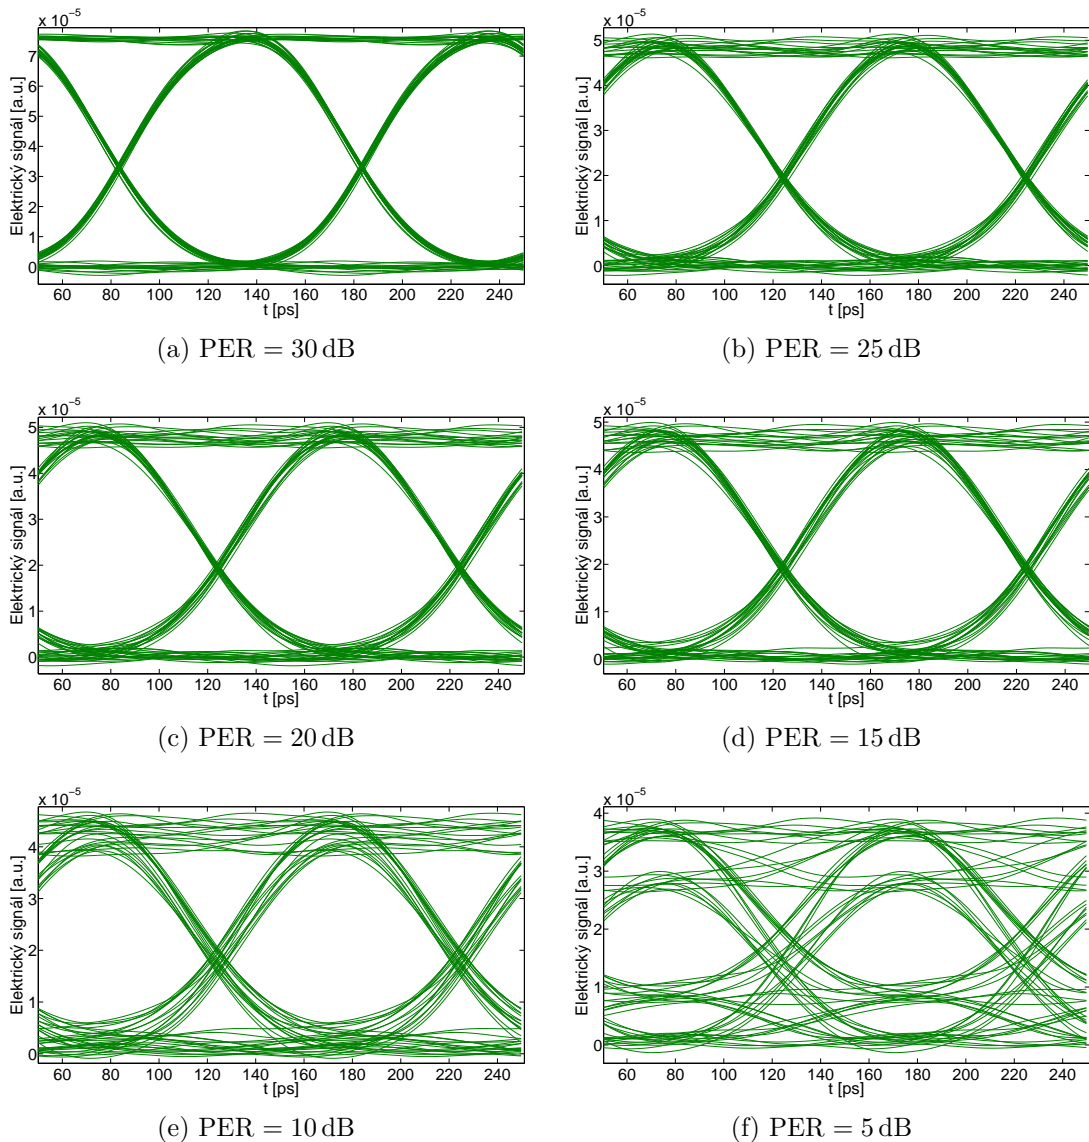 x 10⁻⁵
7
6
5
4
3
2
1
0
Elektrický signál [a.u.]
60 80 100 120 140 160 180 200 220 240
t [ps]
(a) PER = 30 dB
x 10⁻⁵
5
4
3
2
1
0
Elektrický signál [a.u.]
60 80 100 120 140 160 180 200 220 240
t [ps]
(b) PER = 25 dB
x 10⁻⁵
5
4
3
2
1
0
Elektrický signál [a.u.]
60 80 100 120 140 160 180 200 220 240
t [ps]
(c) PER = 20 dB
x 10⁻⁵
5
4
3
2
1
0
Elektrický signál [a.u.]
60 80 100 120 140 160 180 200 220 240
t [ps]
(d) PER = 15 dB
x 10⁻⁵
4
3
2
1
0
Elektrický signál [a.u.]
60 80 100 120 140 160 180 200 220 240
t [ps]
(e) PER = 10 dB
x 10⁻⁵
4
3
2
1
0
Elektrický signál [a.u.]
60 80 100 120 140 160 180 200 220 240
t [ps]
(f) PER = 5 dB